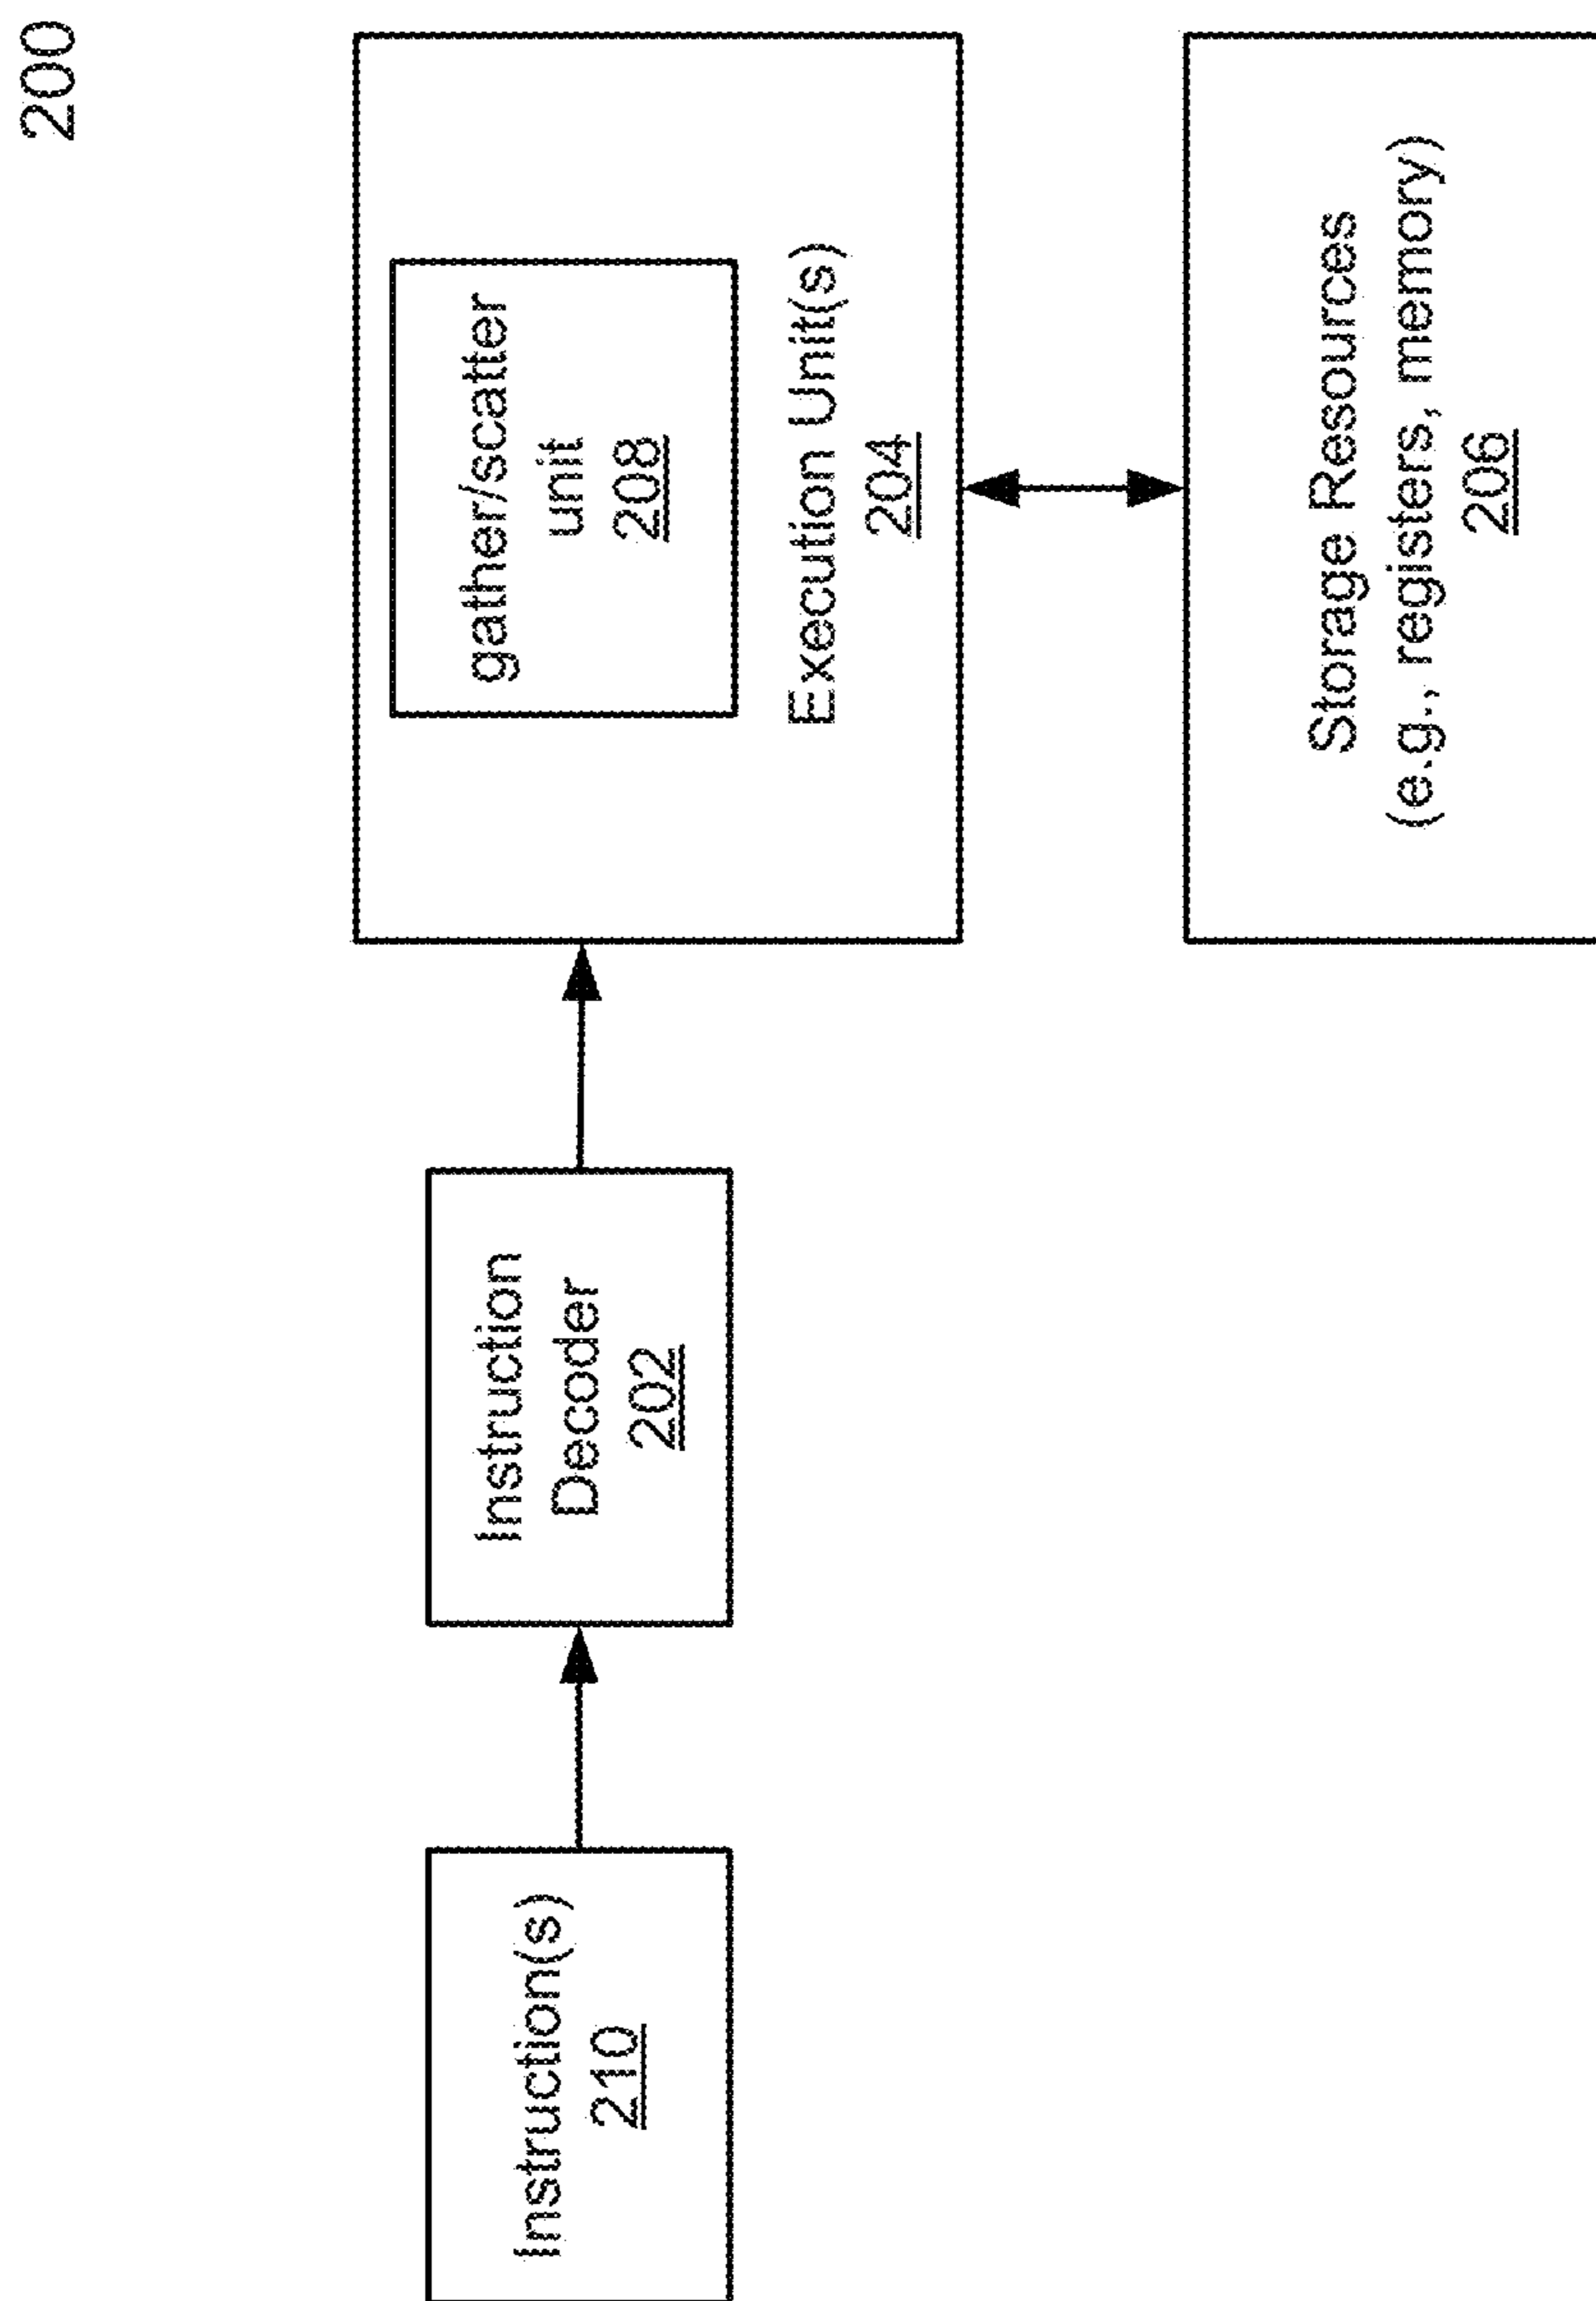 200
Instruction(s)
210
Instruction
Decoder
202
gather/scatter
unit
208
Execution Unit(s)
204
Storage Resources
(e.g., registers, memory)
206